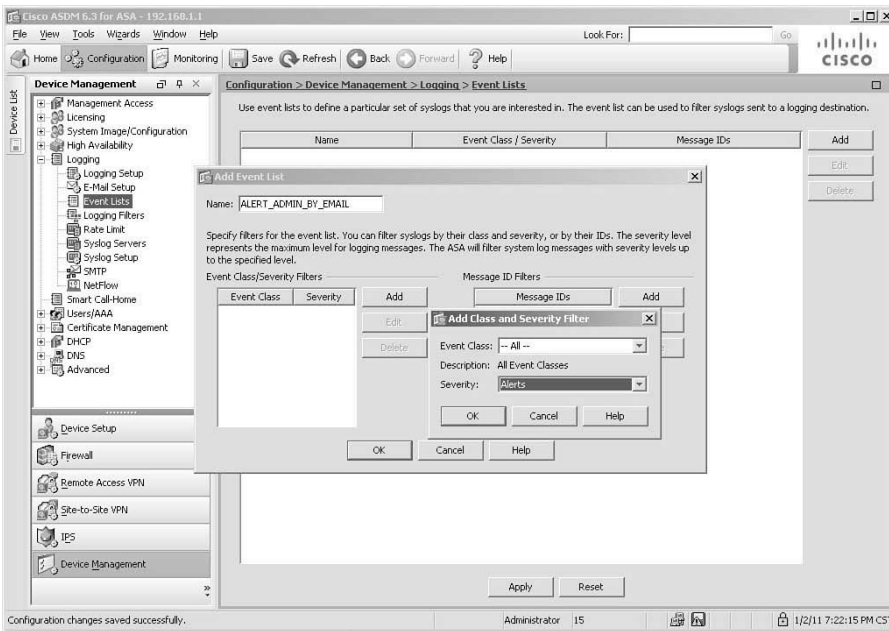 Cisco ASDM 6.3 for ASA - 192.168.1.1
File View Tools Wizards Window Help
Look For: Go
Home Configuration Monitoring Save Refresh Back Forward Help
CISCO
Device List
Device Management
Management Access
Licensing
System Image/Configuration
High Availability
Logging
Logging Setup
E-Mail Setup
Event Lists
Logging Filters
Rate Limit
Syslog Servers
Syslog Setup
SMTP
NetFlow
Smart Call-Home
Users/AAA
Certificate Management
DHCP
DNS
Advanced
Device Setup
Firewall
Remote Access VPN
Site-to-Site VPN
IPS
Device Management
Configuration > Device Management > Logging > Event Lists
Use event lists to define a particular set of syslogs that you are interested in. The event list can be used to filter syslogs sent to a logging destination.
Name Event Class / Severity Message IDs
Add
Edit
Delete
Add Event List
Name: ALERT_ADMIN_BY_EMAIL
Specify filters for the event list. You can filter syslogs by their class and severity, or by their IDs. The severity level
represents the maximum level for logging messages. The ASA will filter system log messages with severity levels up
to the specified level.
Event Class/Severity Filters
Event Class Severity
Add
Edit
Delete
Message ID Filters
Message IDs
Add
Add Class and Severity Filter
Event Class: -- All --
Description: All Event Classes
Severity: Alerts
OK Cancel Help
OK Cancel Help
Apply Reset
Configuration changes saved successfully.
Administrator 15
1/2/11 7:22:15 PM CS